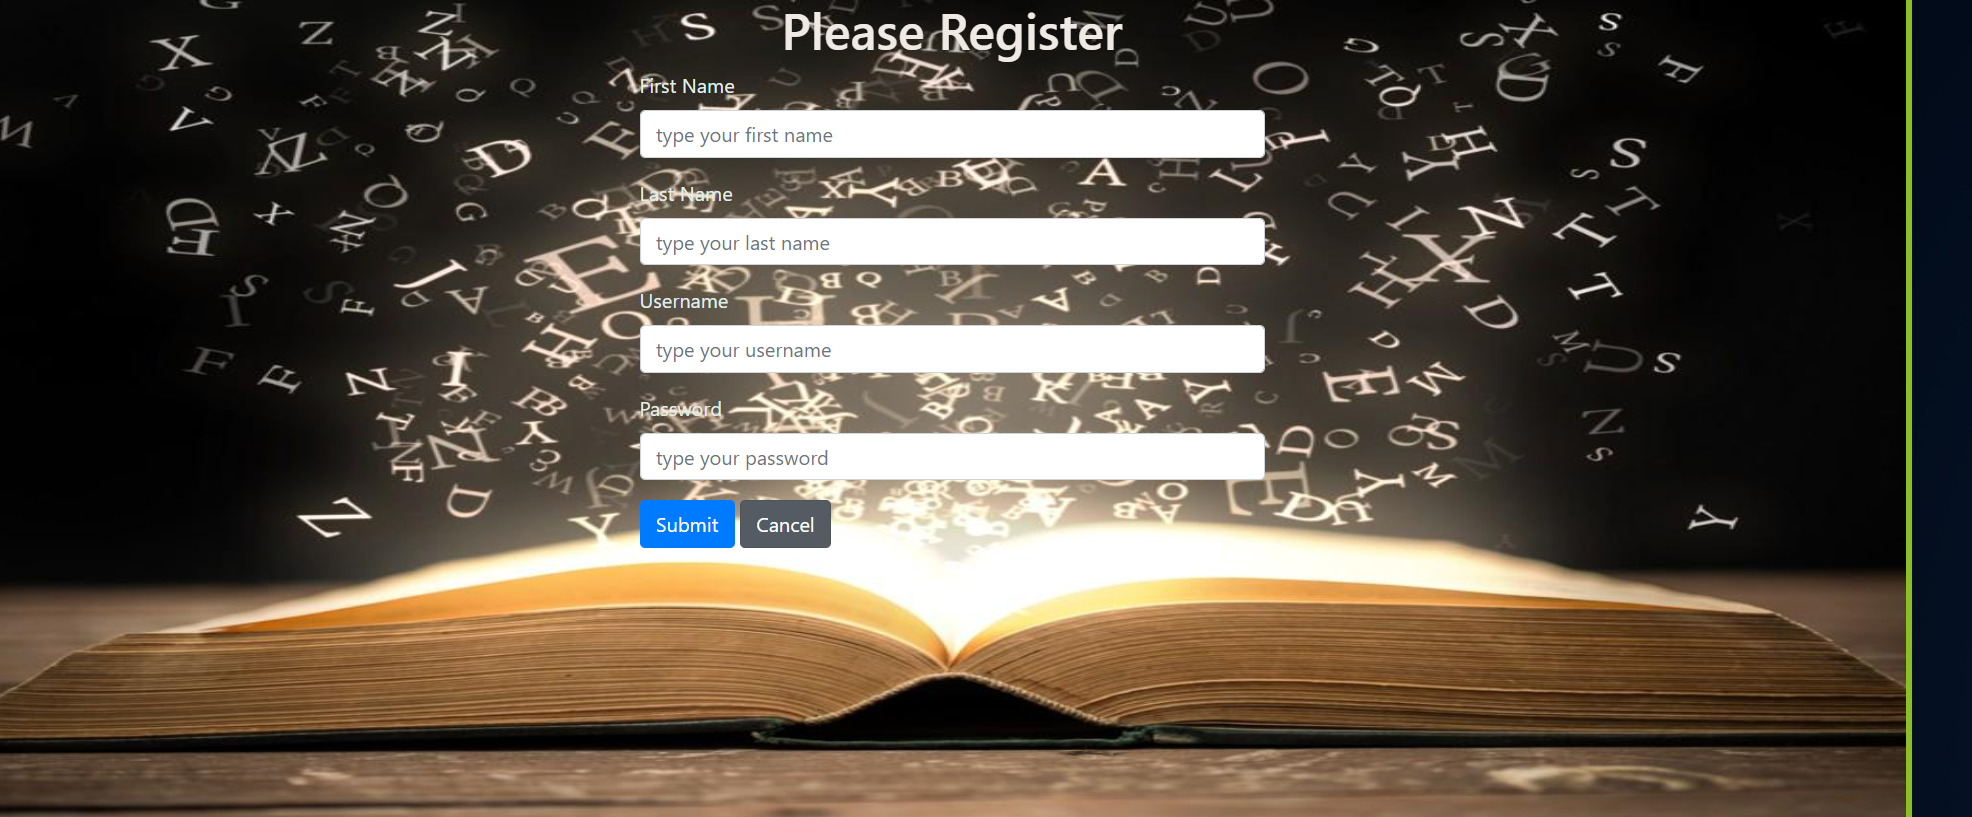 Please Register
First Name
type your first name
Last Name
type your last name
Username
type your username
Password
type your password
Submit Cancel